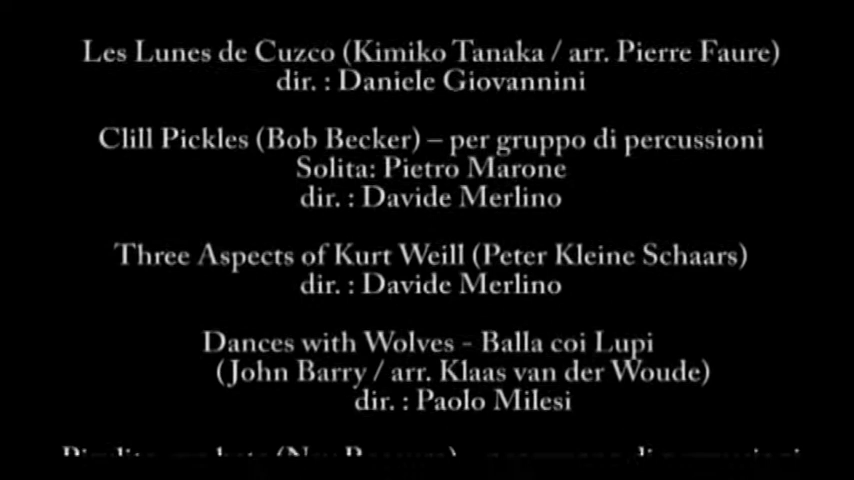 Les Lunes de Cuzco (Kimiko Tanaka / arr. Pierre Faure)
dir. : Daniele Giovannini
Clill Pickles (Bob Becker) – per gruppo di percussioni
Solita: Pietro Marone
dir. : Davide Merlino
Three Aspects of Kurt Weill (Peter Kleine Schaars)
dir. : Davide Merlino
Dances with Wolves - Balla coi Lupi
(John Barry / arr. Klaas van der Woude)
dir. : Paolo Milesi